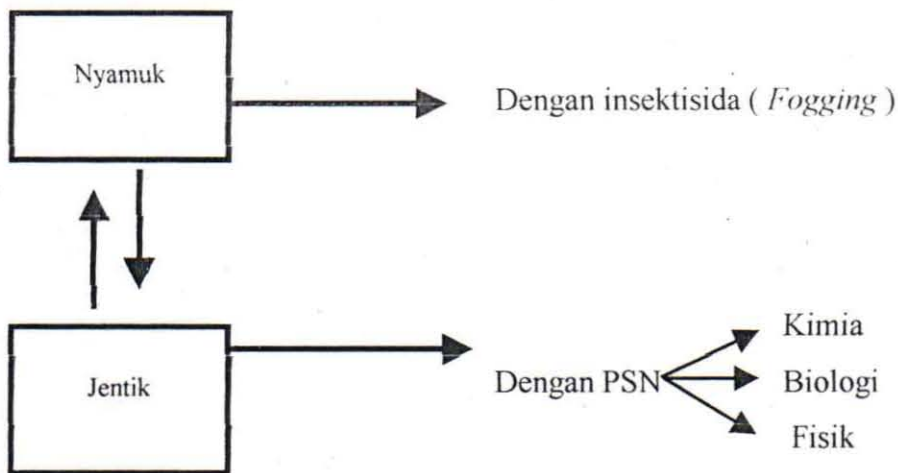 Nyamuk
Dengan insektisida ( Fogging )
Jentik
Dengan PSN
Kimia
Biologi
Fisik